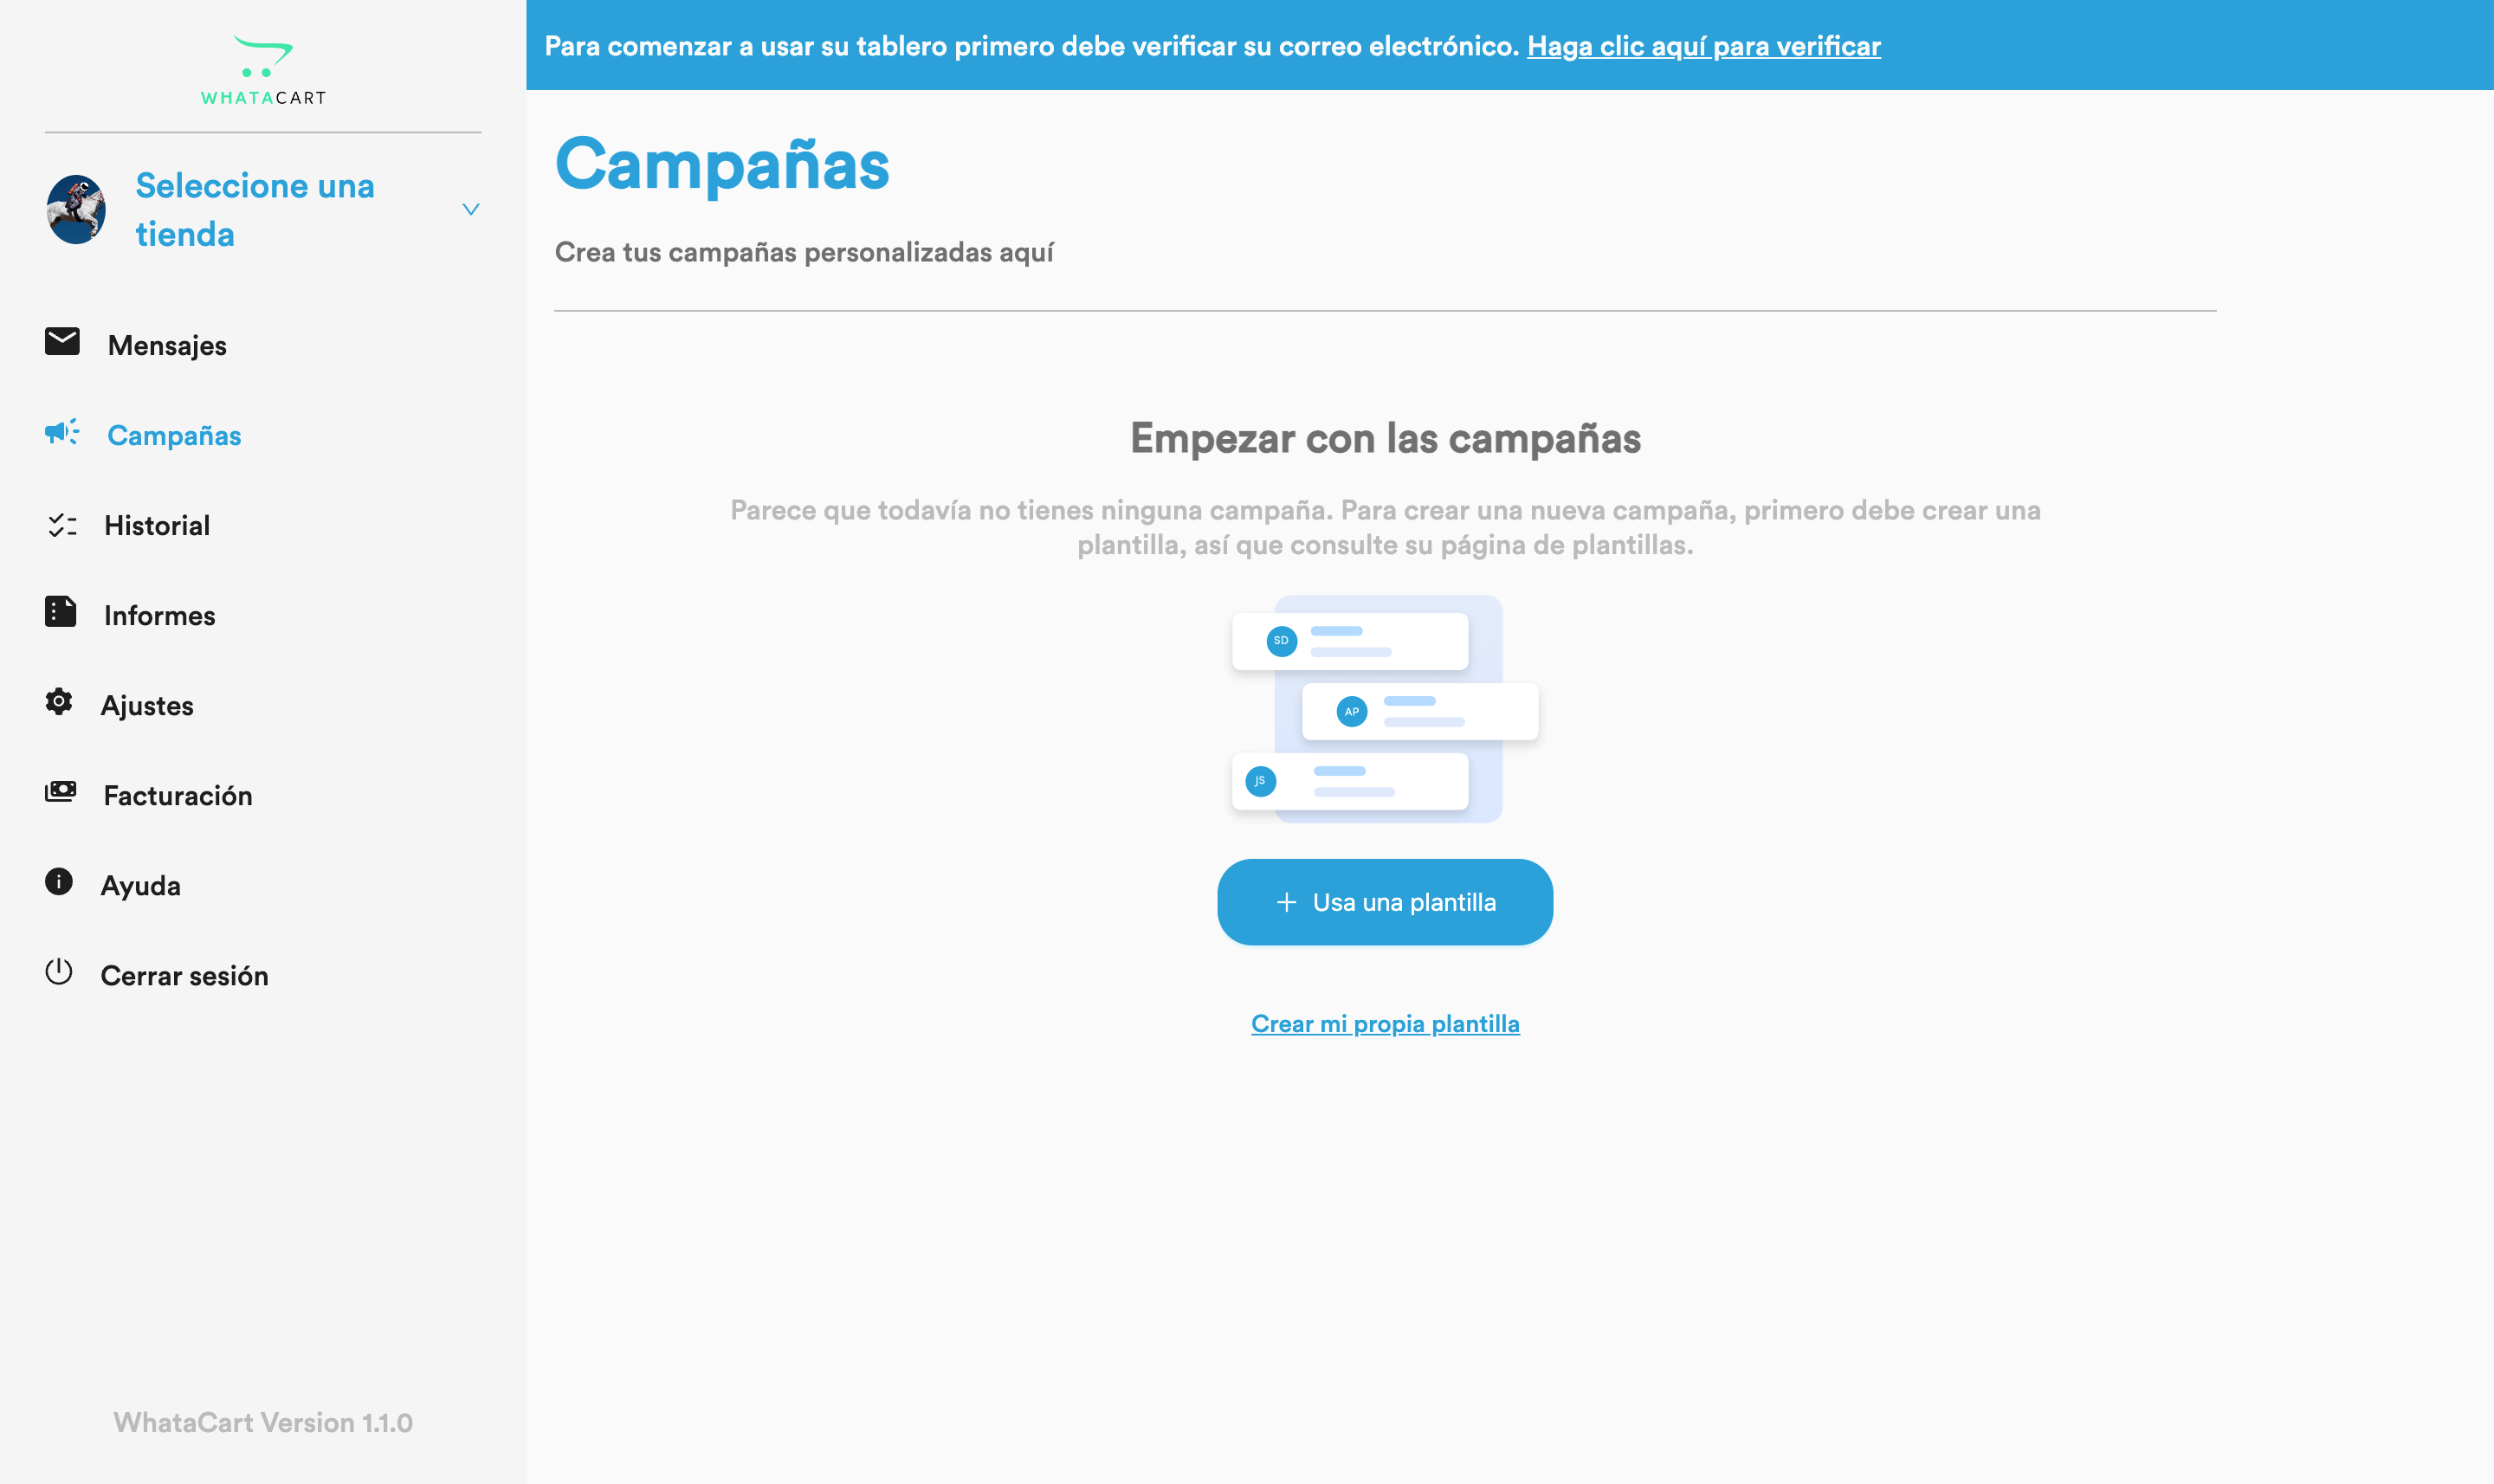 WHATACART
Seleccione una
tienda
Mensajes
Campañas
Historial
Informes
Ajustes
Facturación
Ayuda
Cerrar sesión
WhataCart Version 1.1.0
Para comenzar a usar su tablero primero debe verificar su correo electrónico. Haga clic aquí para verificar
Campañas
Crea tus campañas personalizadas aquí
Empezar con las campañas
Parece que todavía no tienes ninguna campaña. Para crear una nueva campaña, primero debe crear una
plantilla, así que consulte su página de plantillas.
SD
AP
JS
Usa una plantilla
Crear mi propia plantilla